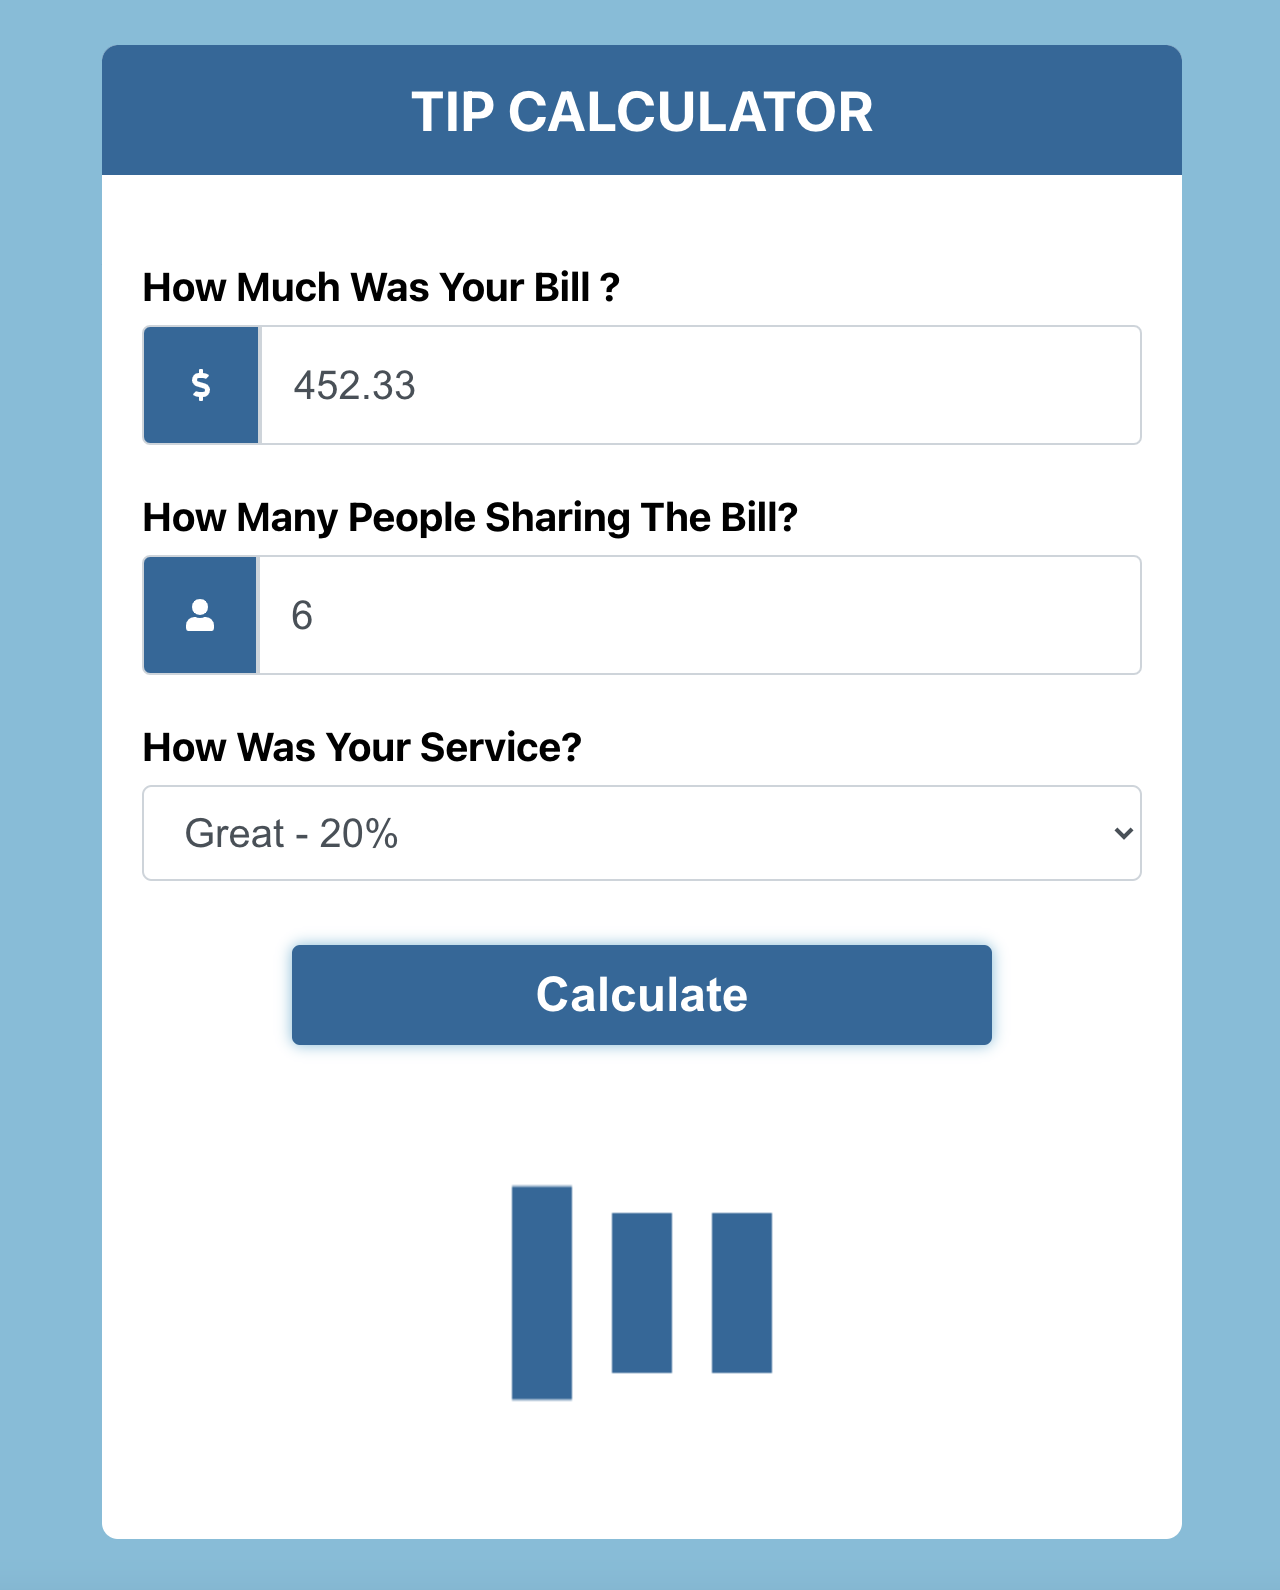 TIP CALCULATOR
How Much Was Your Bill ?
$ 452.33
How Many People Sharing The Bill?
6
How Was Your Service?
Great - 20%
Calculate